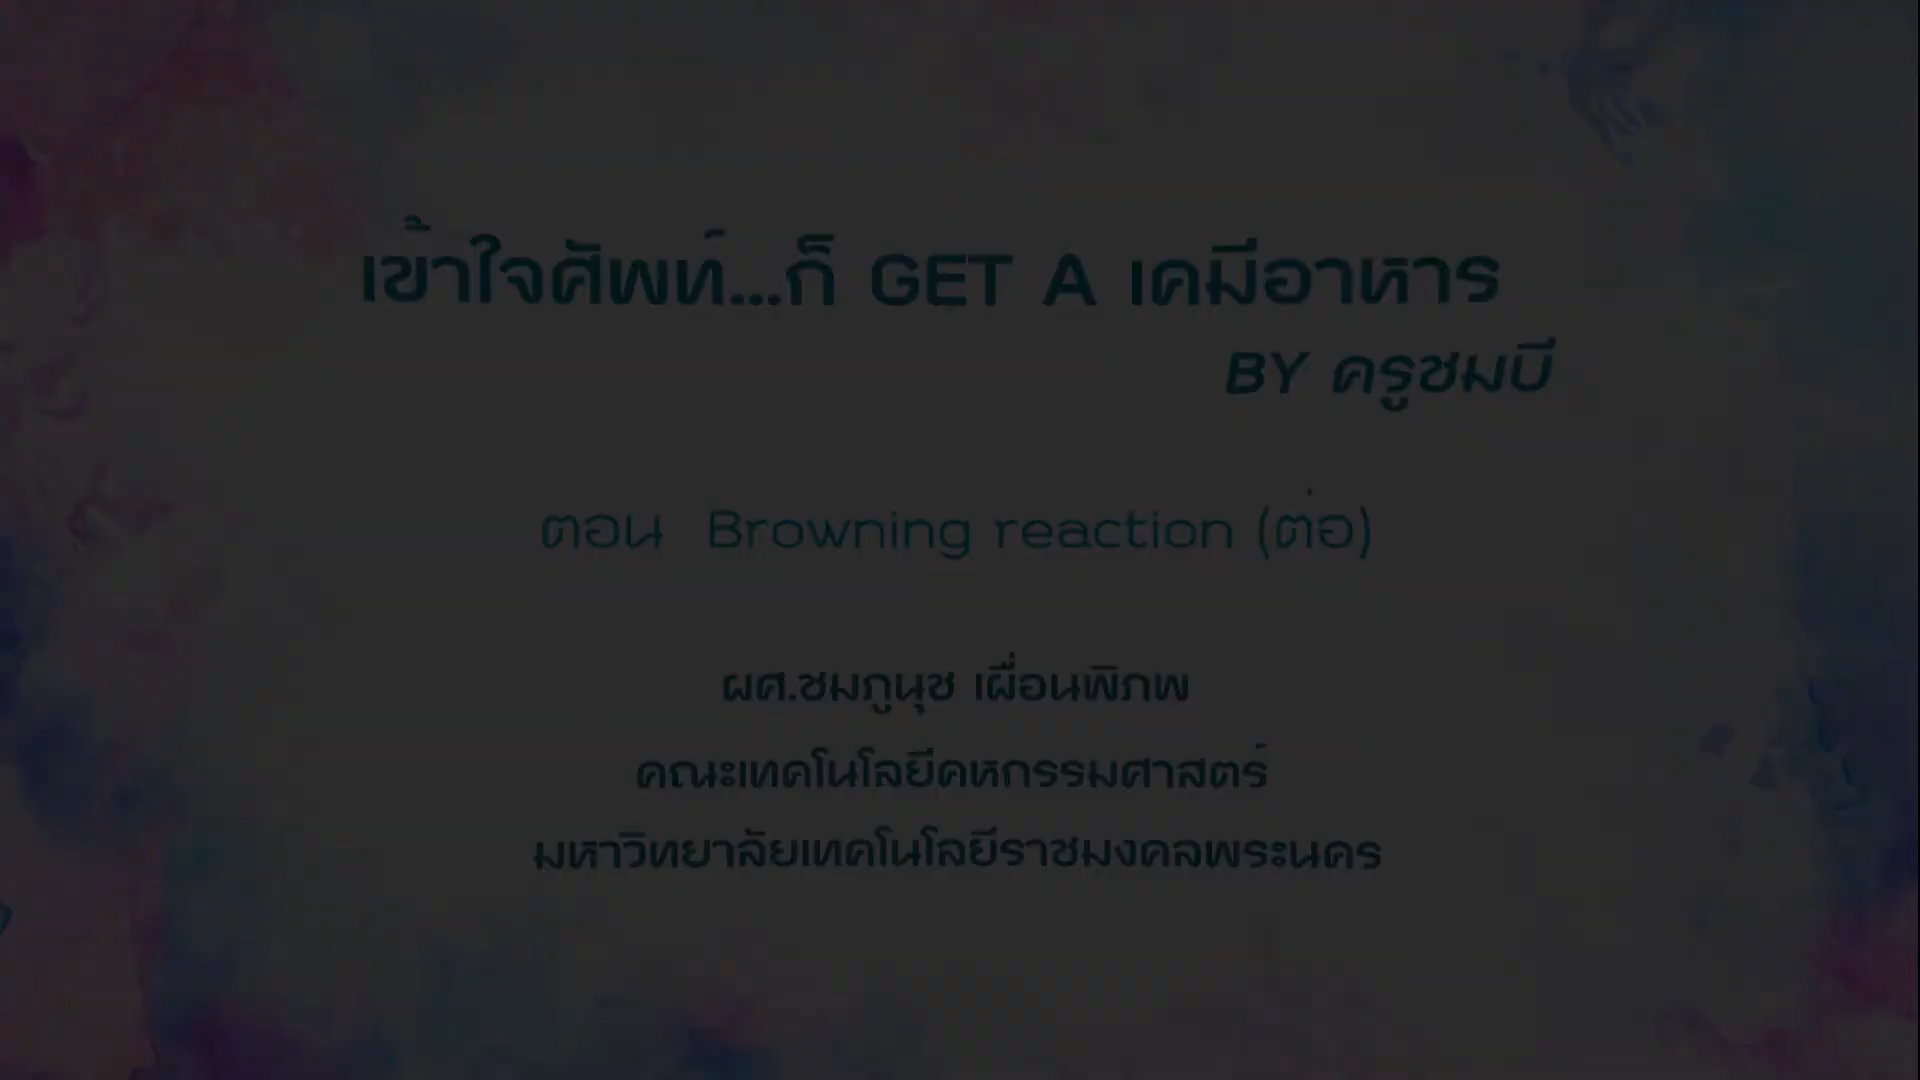 เข้าใจศัพท์...ก็ GET A เคมีอาหาร
BY ครูชมบี
ตอน Browning reaction (ต่อ)
ผศ.ชมภูนุช เผื่อนพิภพ
คณะเทคโนโลยีคหกรรมศาสตร์
มหาวิทยาลัยเทคโนโลยีราชมงคลพระนคร